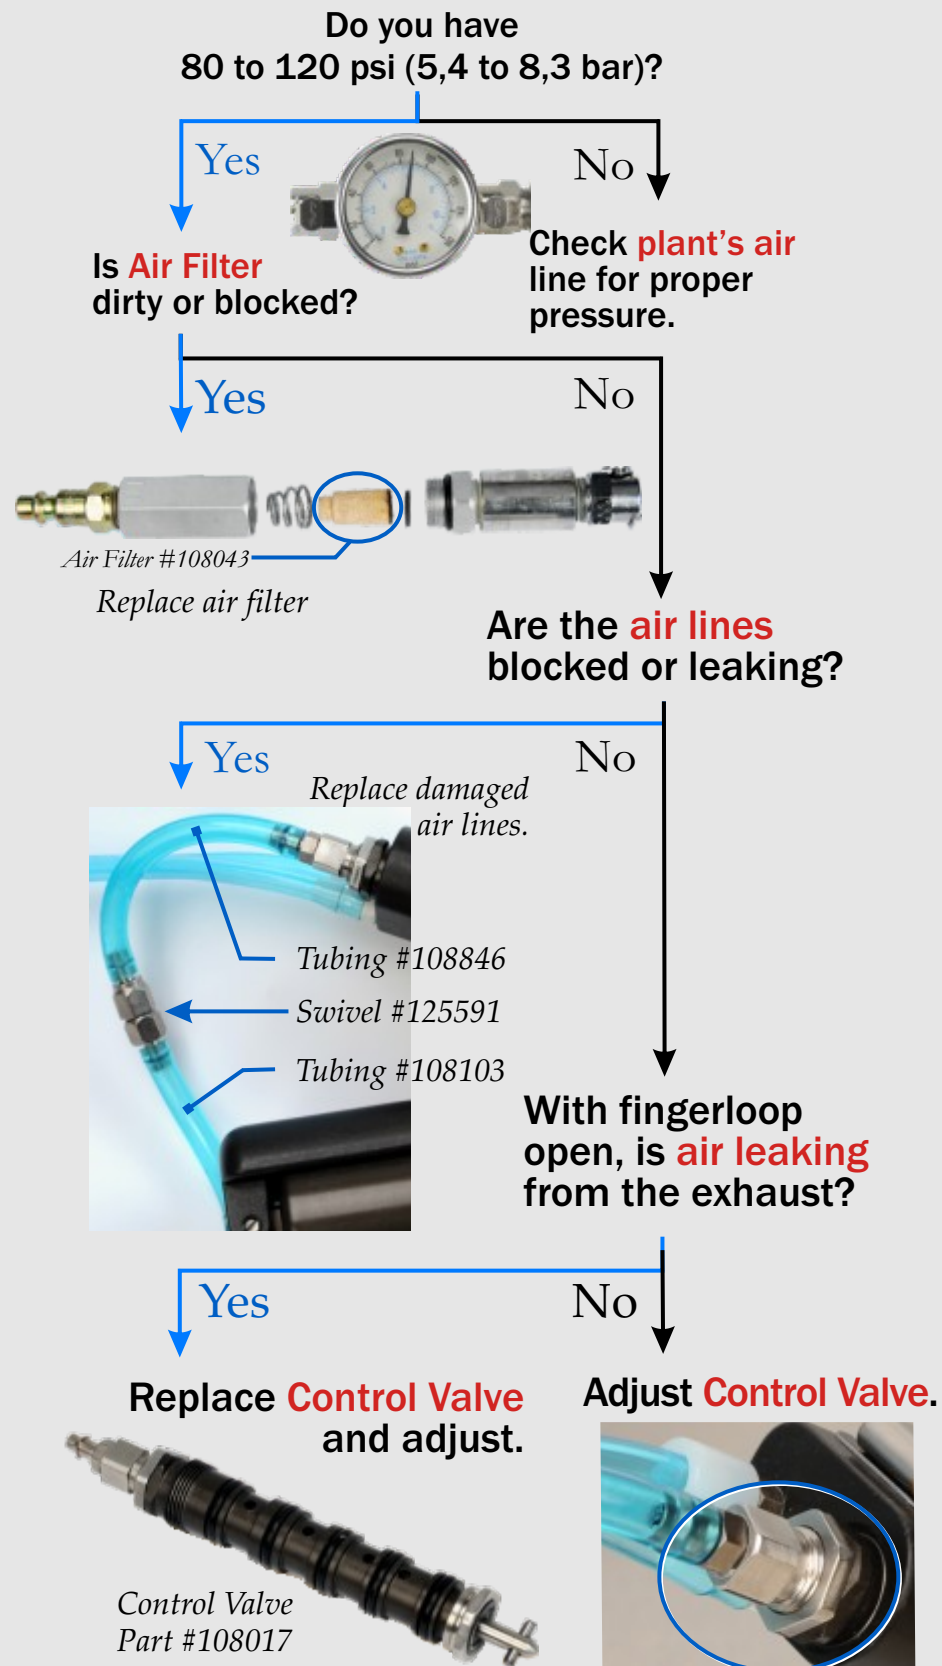 Do you have
80 to 120 psi (5,4 to 8,3 bar)?
Yes
No
Is Air Filter
dirty or blocked?
Check plant's air
line for proper
pressure.
Yes
No
Air Filter #108043
Replace air filter
Are the air lines
blocked or leaking?
Yes
No
Replace damaged
air lines.
Tubing #108846
Swivel #125591
Tubing #108103
With fingerloop
open, is air leaking
from the exhaust?
Yes
No
Replace Control Valve
and adjust.
Adjust Control Valve.
Control Valve
Part #108017